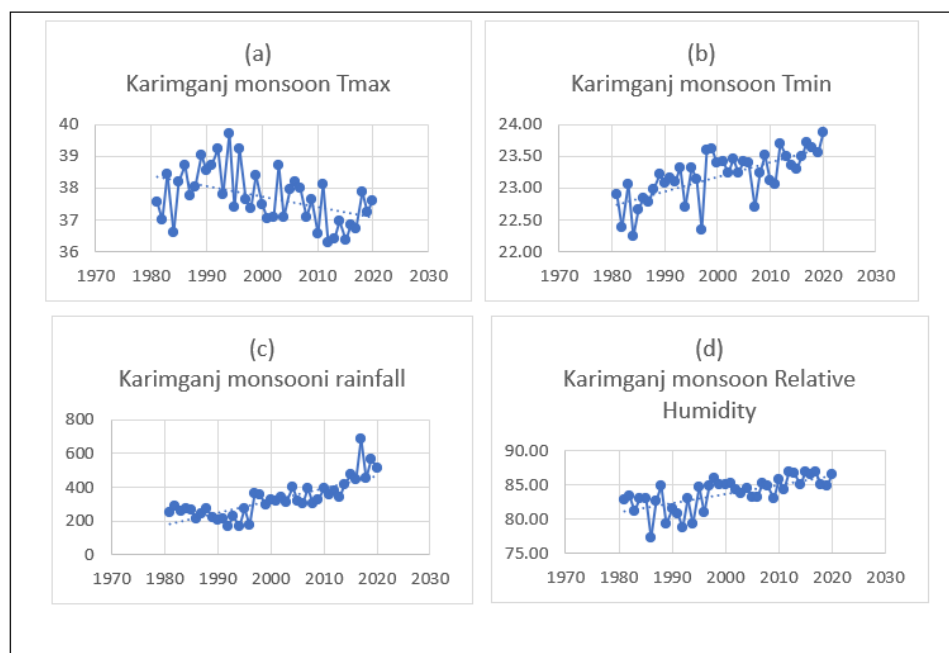 (a)
Karimganj monsoon Tmax
40
39
38
37
36
1970 1980 1990 2000 2010 2020 2030
(b)
Karimganj monsoon Tmin
24.00
23.50
23.00
22.50
22.00
1970 1980 1990 2000 2010 2020 2030
(c)
Karimganj monsooni rainfall
800
600
400
200
0
1970 1980 1990 2000 2010 2020 2030
(d)
Karimganj monsoon Relative
Humidity
90.00
85.00
80.00
75.00
1970 1980 1990 2000 2010 2020 2030